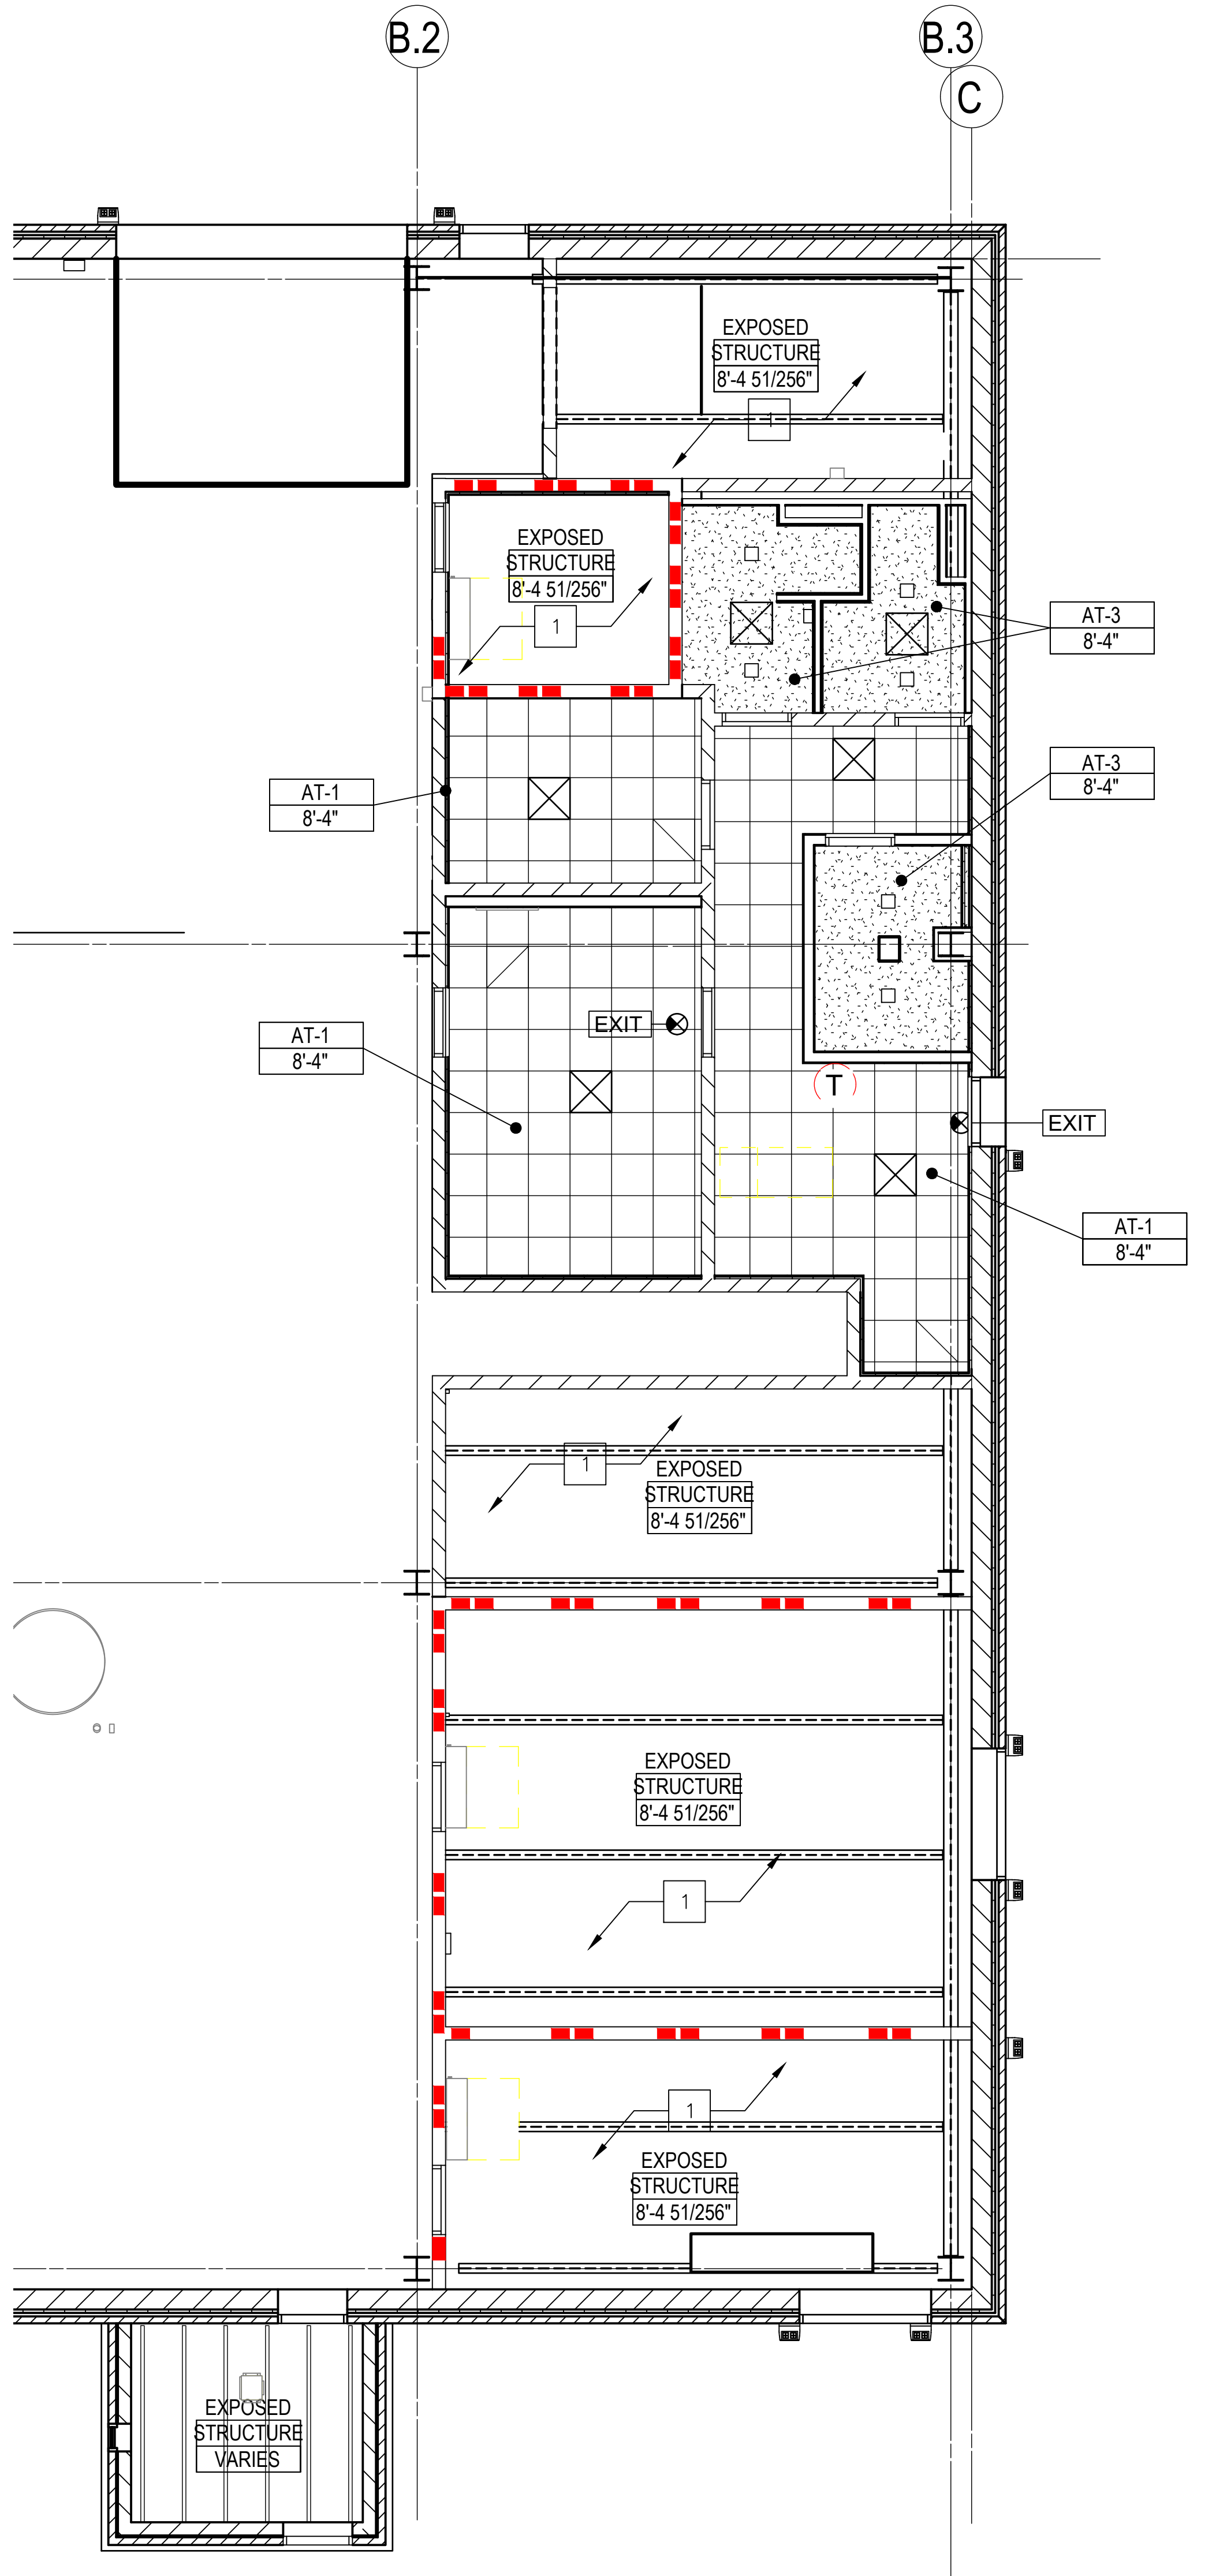 B.2
B.3
C
EXPOSED
STRUCTURE
8'-4 51/256"
1
EXPOSED
STRUCTURE
8'-4 51/256"
1
AT-3
8'-4"
AT-3
8'-4"
AT-1
8'-4"
EXIT
AT-1
8'-4"
T
EXIT
AT-1
8'-4"
1
EXPOSED
STRUCTURE
8'-4 51/256"
EXPOSED
STRUCTURE
8'-4 51/256"
1
1
EXPOSED
STRUCTURE
8'-4 51/256"
EXPOSED
STRUCTURE
VARIES